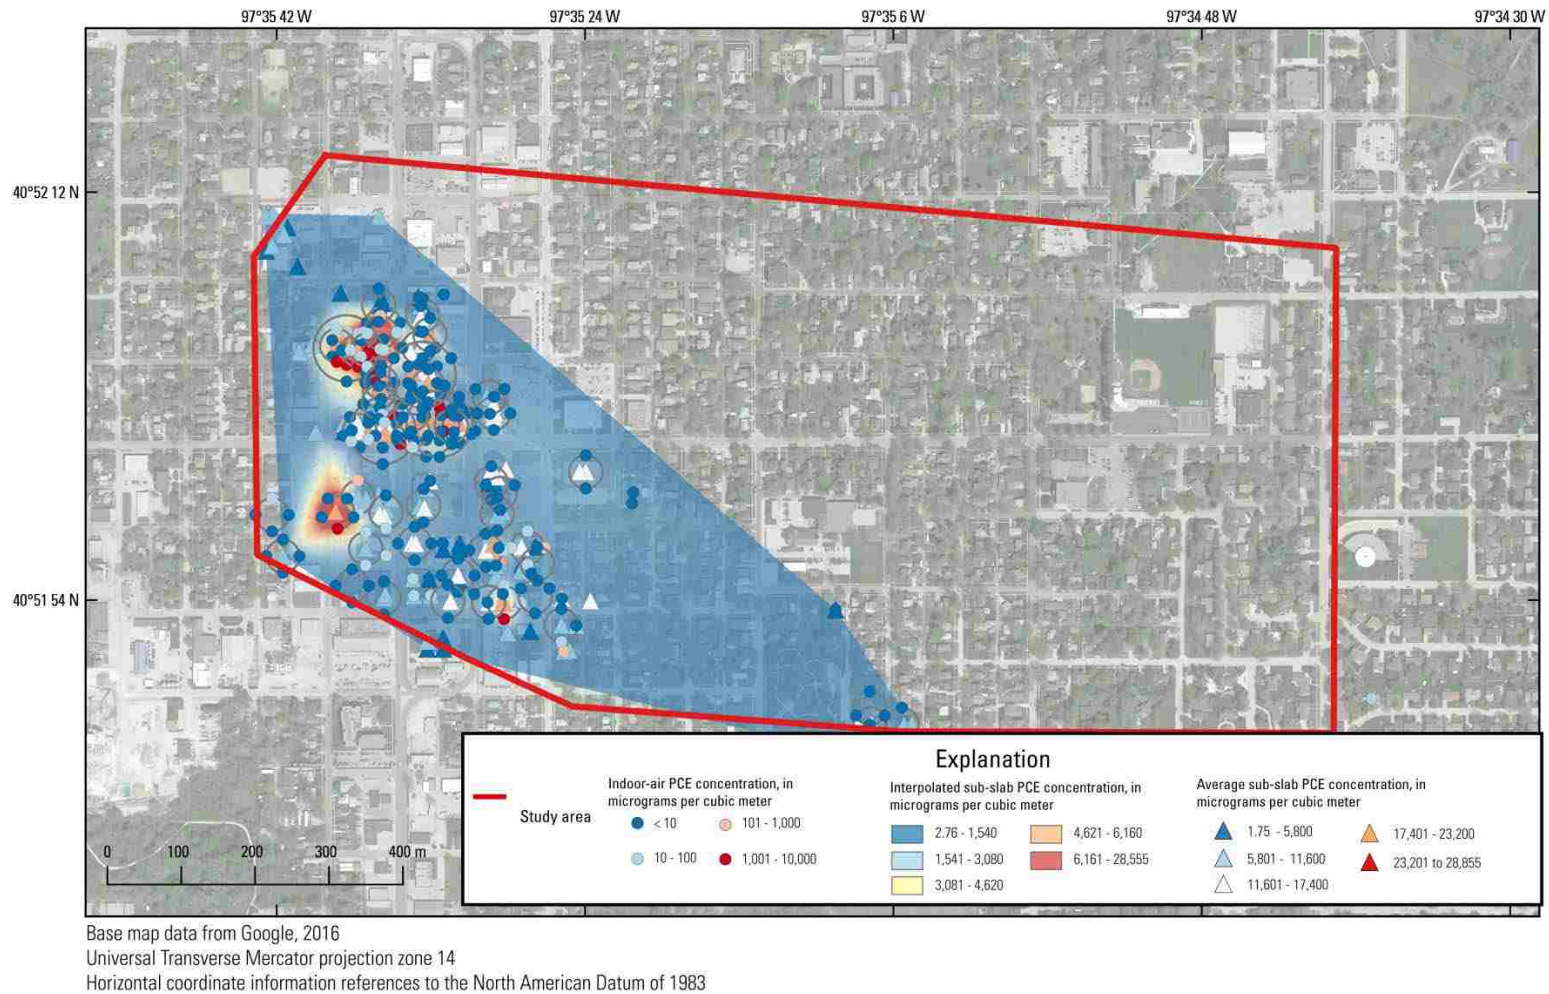 97°35 42 W
97°35 24 W
97°35 6 W
97°34 48 W
97°34 30 W
40°52 12 N
40°51 54 N
0 100 200 300 400 m
Explanation
Study area
Indoor-air PCE concentration, in
micrograms per cubic meter
< 10
101 - 1,000
10 - 100
1,001 - 10,000
Interpolated sub-slab PCE concentration, in
micrograms per cubic meter
2.76 - 1,540
4,621 - 6,160
1,541 - 3,080
6,161 - 28,555
3,081 - 4,620
Average sub-slab PCE concentration, in
micrograms per cubic meter
1.75 - 5,800
17,401 - 23,200
5,801 - 11,600
23,201 to 28,855
11,601 - 17,400
Base map data from Google, 2016
Universal Transverse Mercator projection zone 14
Horizontal coordinate information references to the North American Datum of 1983